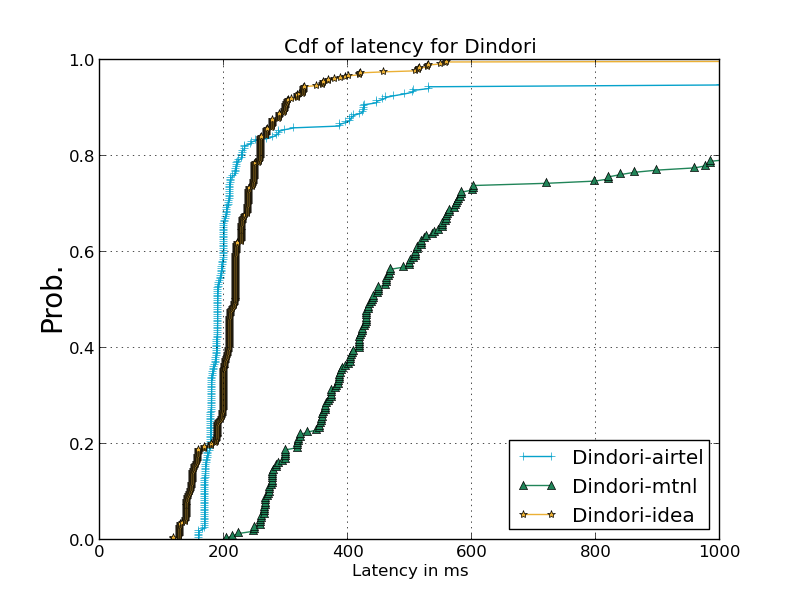 Cdf of latency for Dindori
Prob.
1.0
0.8
0.6
0.4
0.2
0.0
0 200 400 600 800 1000
Latency in ms
Dindori-airtel
Dindori-mtnl
Dindori-idea